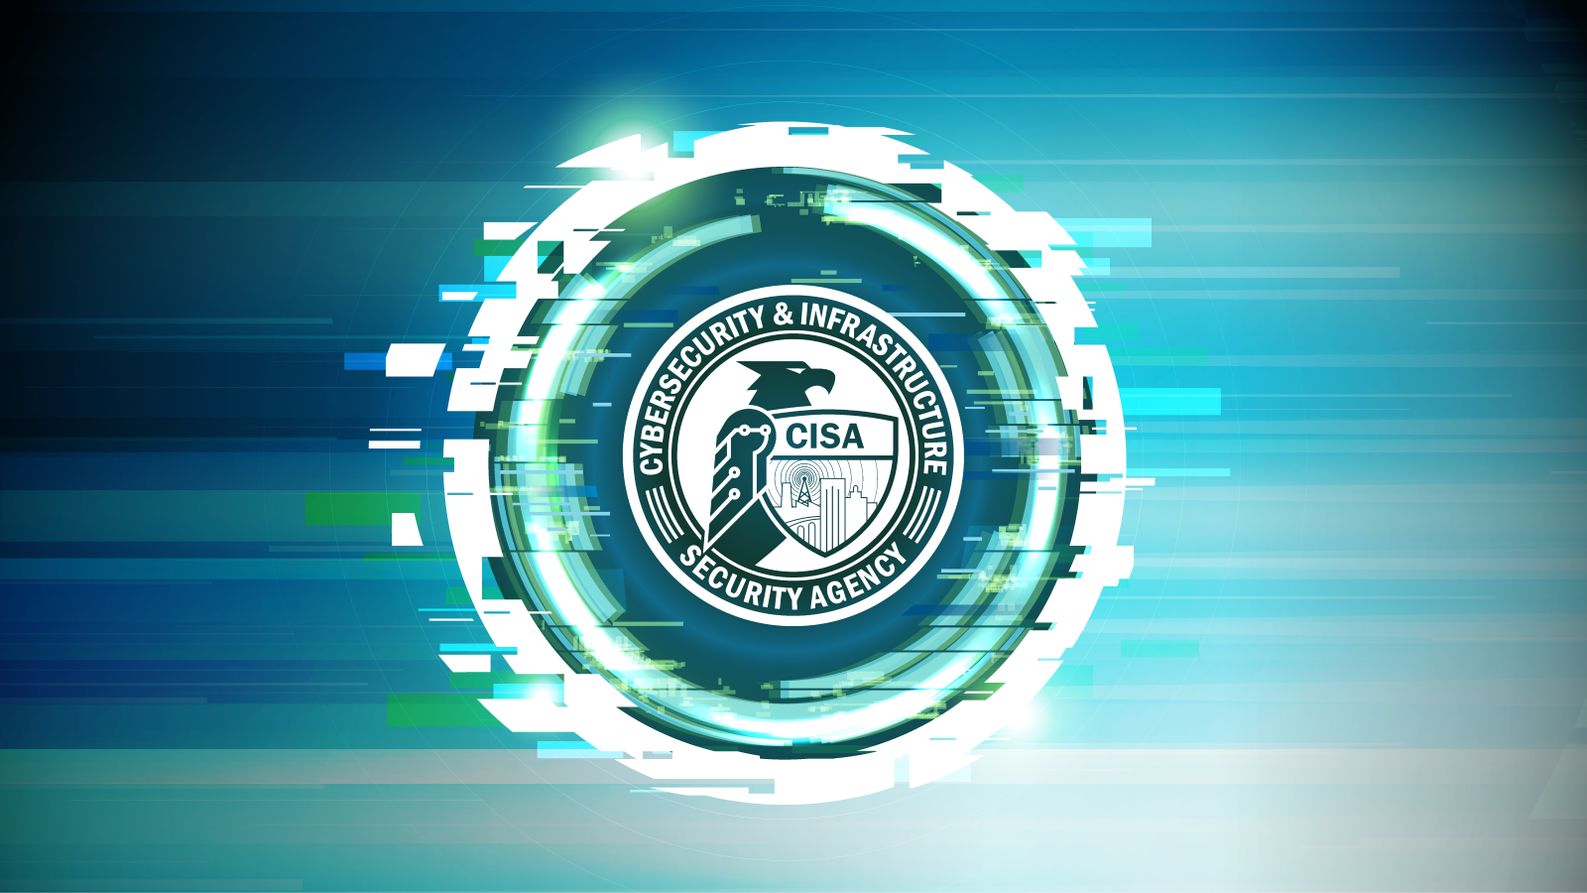 CYBERSECURITY & INFRASTRUCTURE
CISA
SECURITY AGENCY